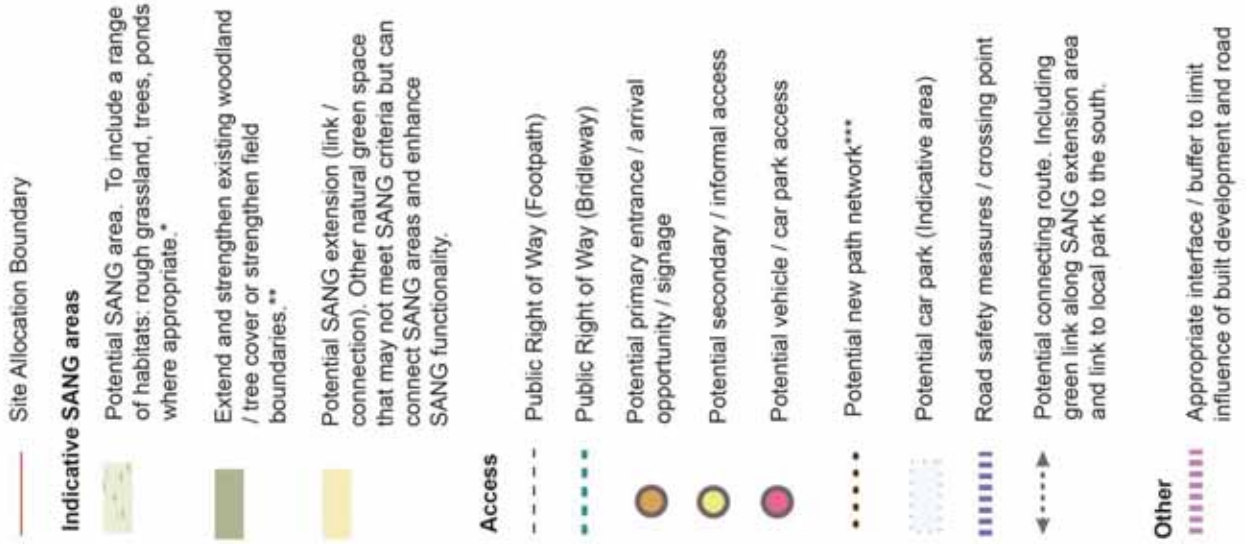 Site Allocation Boundary
Indicative SANG areas
Potential SANG area. To include a range
of habitats: rough grassland, trees, ponds
where appropriate.*
Extend and strengthen existing woodland
/ tree cover or strengthen field
boundaries.**
Potential SANG extension (link /
connection). Other natural green space
that may not meet SANG criteria but can
connect SANG areas and enhance
SANG functionality.
Access
Public Right of Way (Footpath)
Public Right of Way (Bridleway)
Potential primary entrance / arrival
opportunity / signage
Potential secondary / informal access
Potential vehicle / car park access
Potential new path network***
Potential car park (Indicative area)
Road safety measures / crossing point
Potential connecting route. Including
green link along SANG extension area
and link to local park to the south.
Other
Appropriate interface / buffer to limit
influence of built development and road